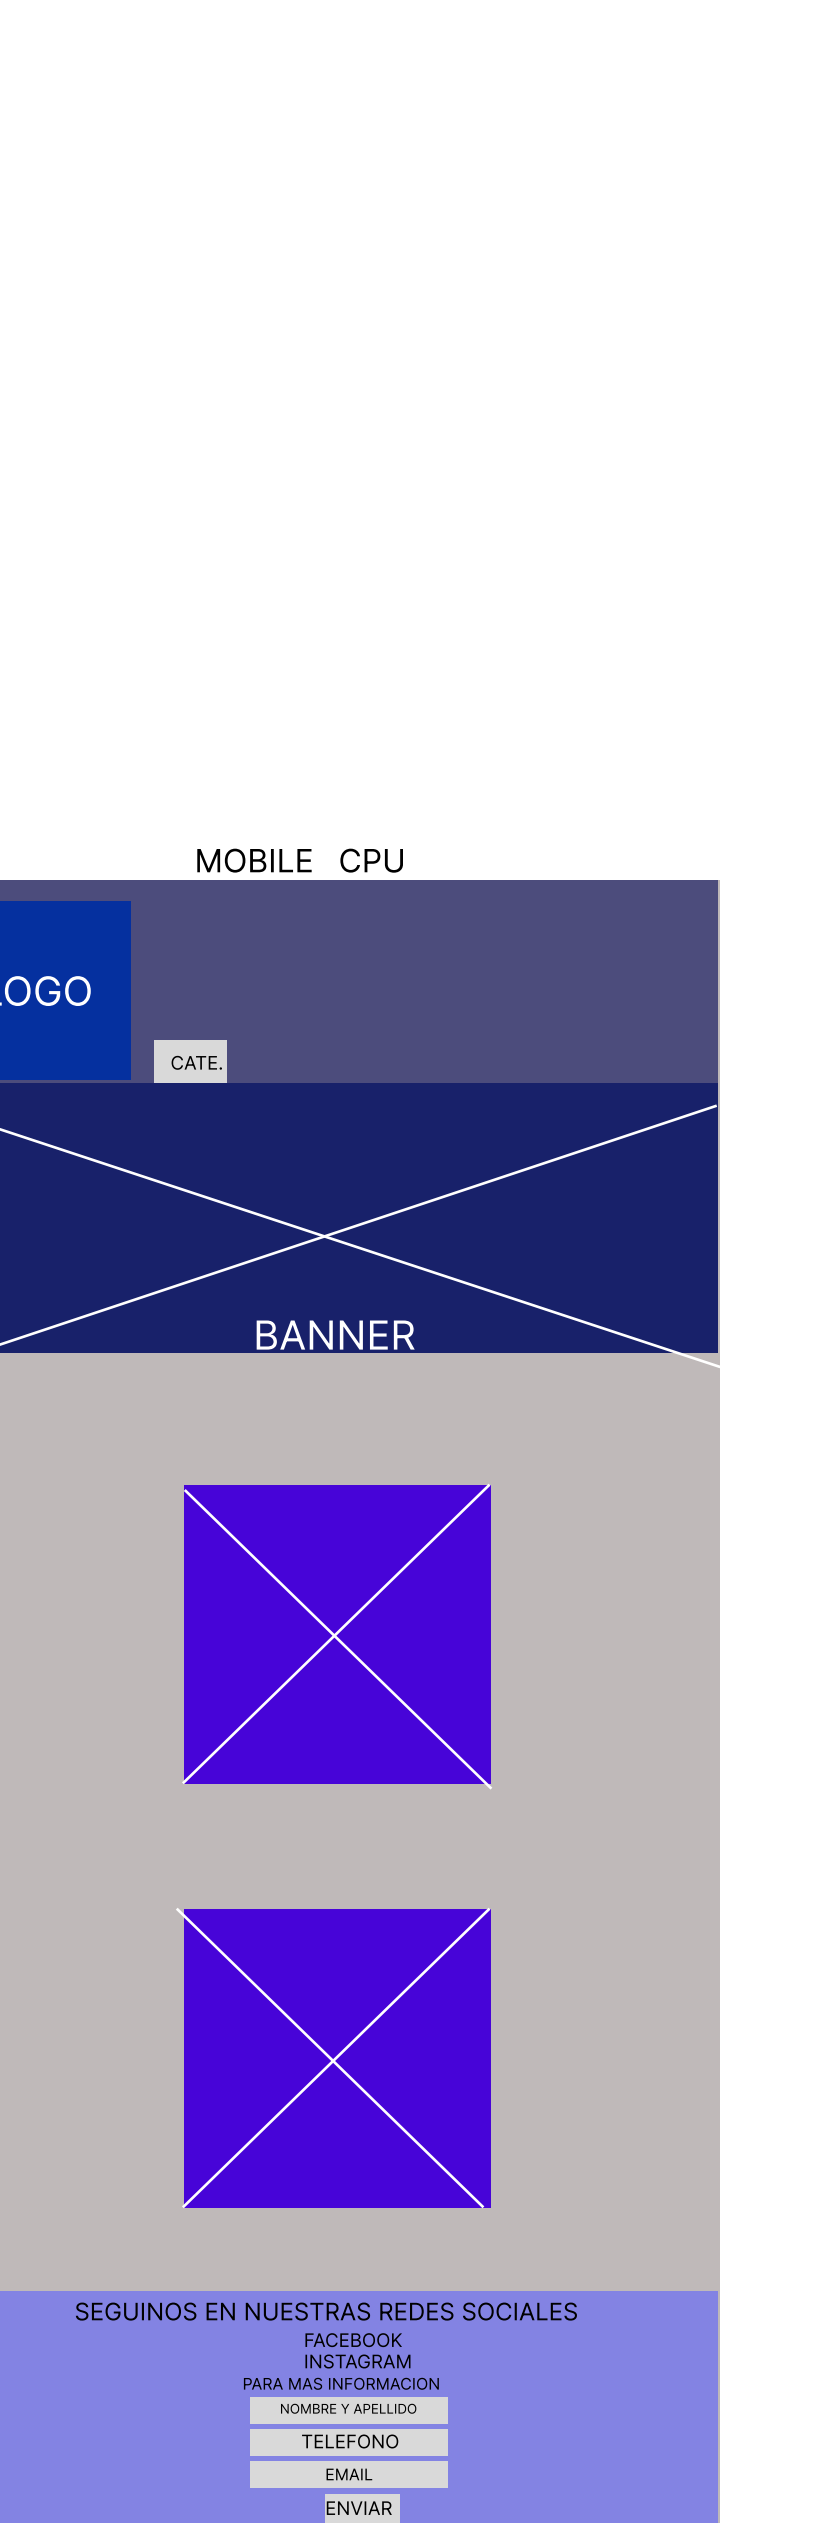 MOBILE CPU
LOGO
CATE.
BANNER
SEGUINOS EN NUESTRAS REDES SOCIALES
FACEBOOK
INSTAGRAM
PARA MAS INFORMACION
NOMBRE Y APELLIDO
TELEFONO
EMAIL
ENVIAR